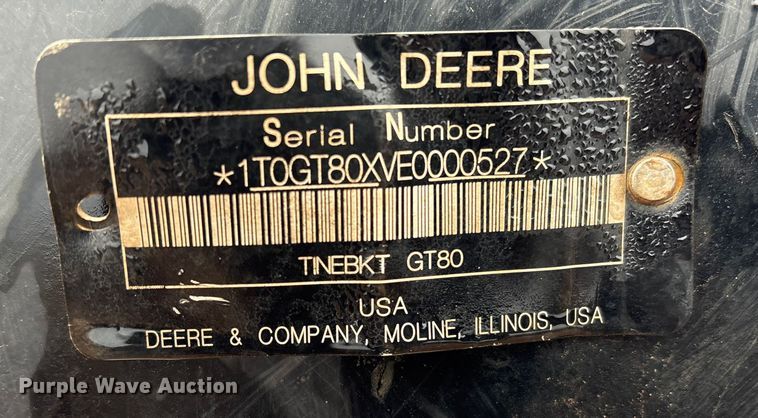 JOHN DEERE
Serial Number
*1T0GT80XVE0000527*
TINEBKT GT80
USA
DEERE & COMPANY, MOLINE, ILLINOIS, USA
Purple Wave Auction